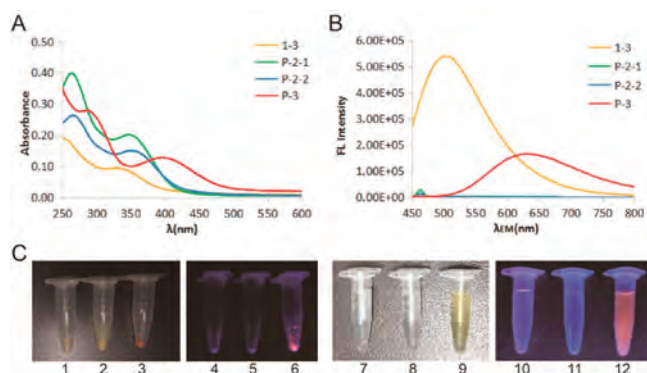 A
0.50
0.40
0.30
0.20
0.10
0.00
Absorbance
250 300 350 400 450 500 550 600
λ(nm)
1-3
P-2-1
P-2-2
P-3
B
6.00E+05
5.00E+05
4.00E+05
3.00E+05
2.00E+05
1.00E+05
0.00E+00
FL Intensity
450 500 550 600 650 700 750 800
λEM(nm)
1-3
P-2-1
P-2-2
P-3
C
1 2 3 4 5 6 7 8 9 10 11 12